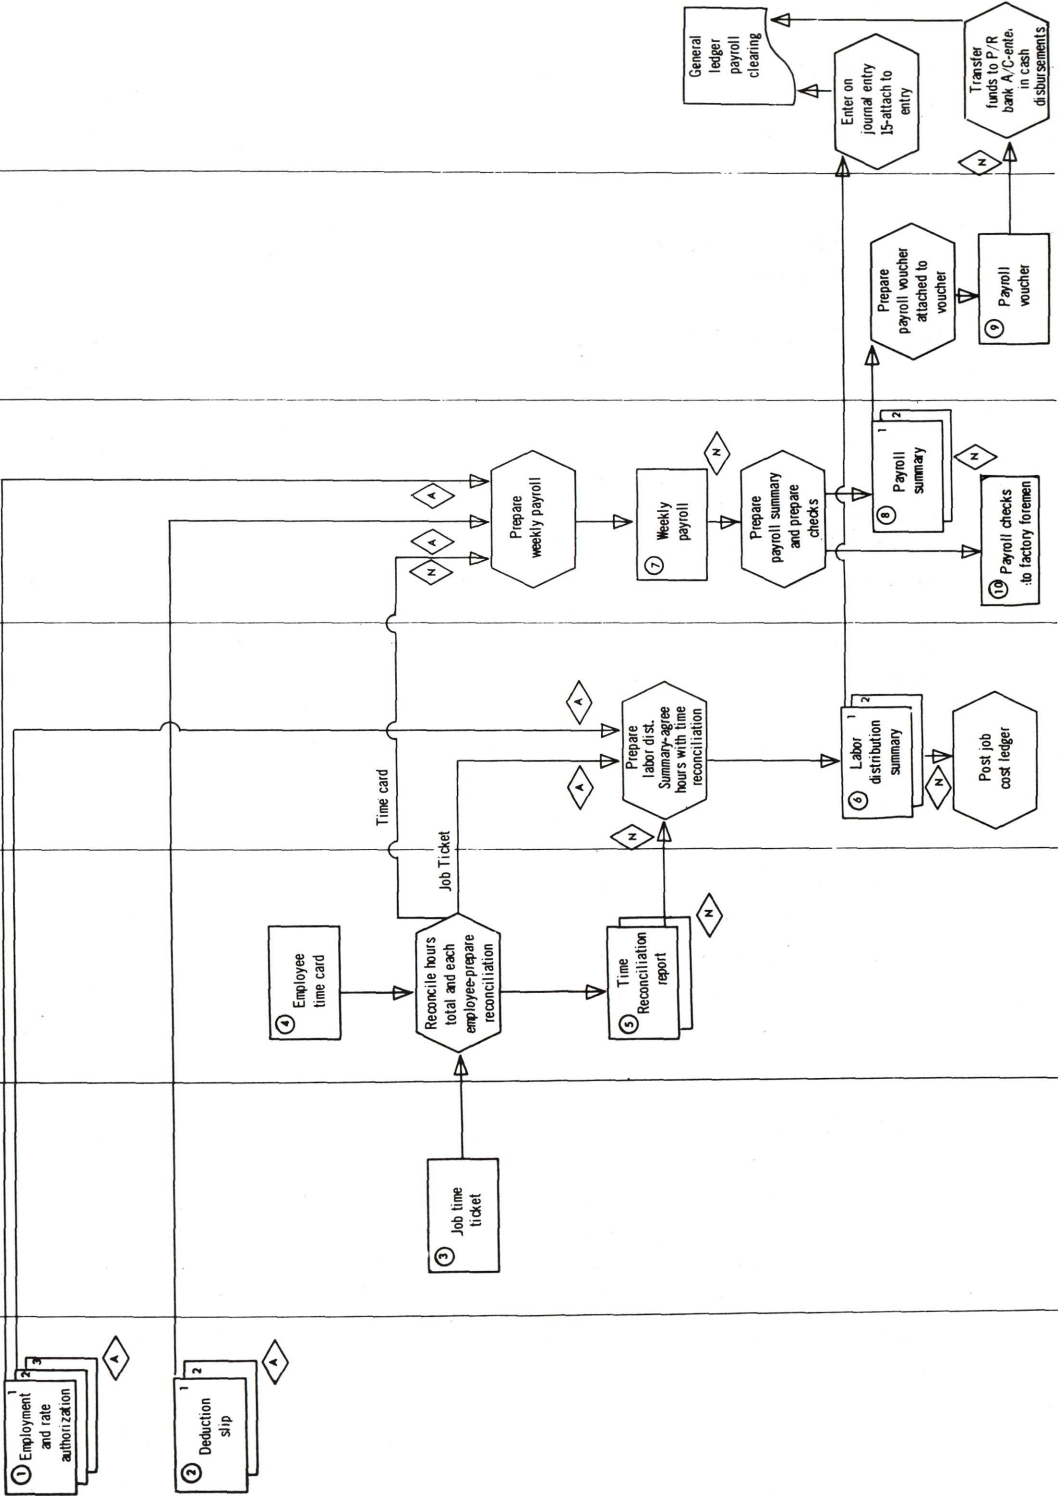 1
2
3
① Employment
and rate
authorization
A
1
2
② Deduction
slip
A
③ Job time
ticket
④ Employee
time card
Reconcile hours
total and each
employee-prepare
reconciliation
⑤ Time
Reconciliation
report
N
N
Time card
Job Ticket
A
A
Prepare
labor dist.
Summary-agree
hours with time
reconciliation
1
2
⑥ Labor
distribution
summary
N
Post job
cost ledger
N
A
A
Prepare
weekly payroll
⑦ Weekly
payroll
N
Prepare
payroll summary
and prepare
checks
1
2
⑧ Payroll
summary
N
⑩ Payroll checks
:to factory foremen
Prepare
payroll voucher
attached to
voucher
⑨ Payroll
voucher
N
General
ledger
payroll
clearing
Enter on
journal entry
15-attach to
entry
Transfer
funds to P/R
bank A/C-ente.
in cash
disbursements